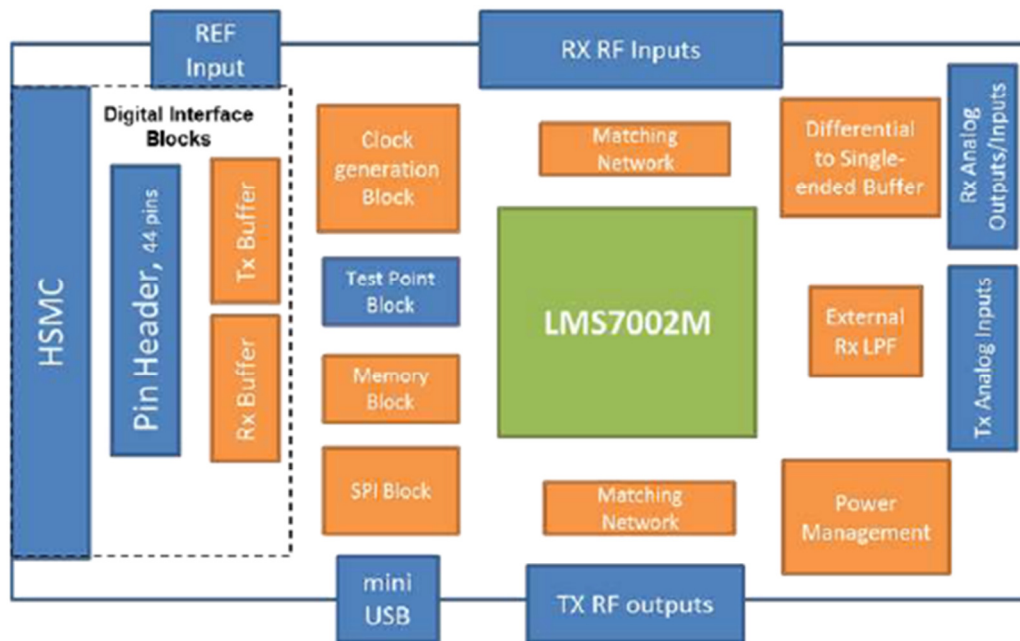 REF
Input
RX RF Inputs
Digital Interface
Blocks
HSMC
Pin Header, 44 pins
Tx Buffer
Rx Buffer
Clock
generation
Block
Test Point
Block
Memory
Block
SPI Block
mini
USB
Matching
Network
LMS7002M
Matching
Network
TX RF outputs
Differential
to Single-
ended Buffer
External
Rx LPF
Power
Management
Rx Analog
Outputs/Inputs
Tx Analog Inputs